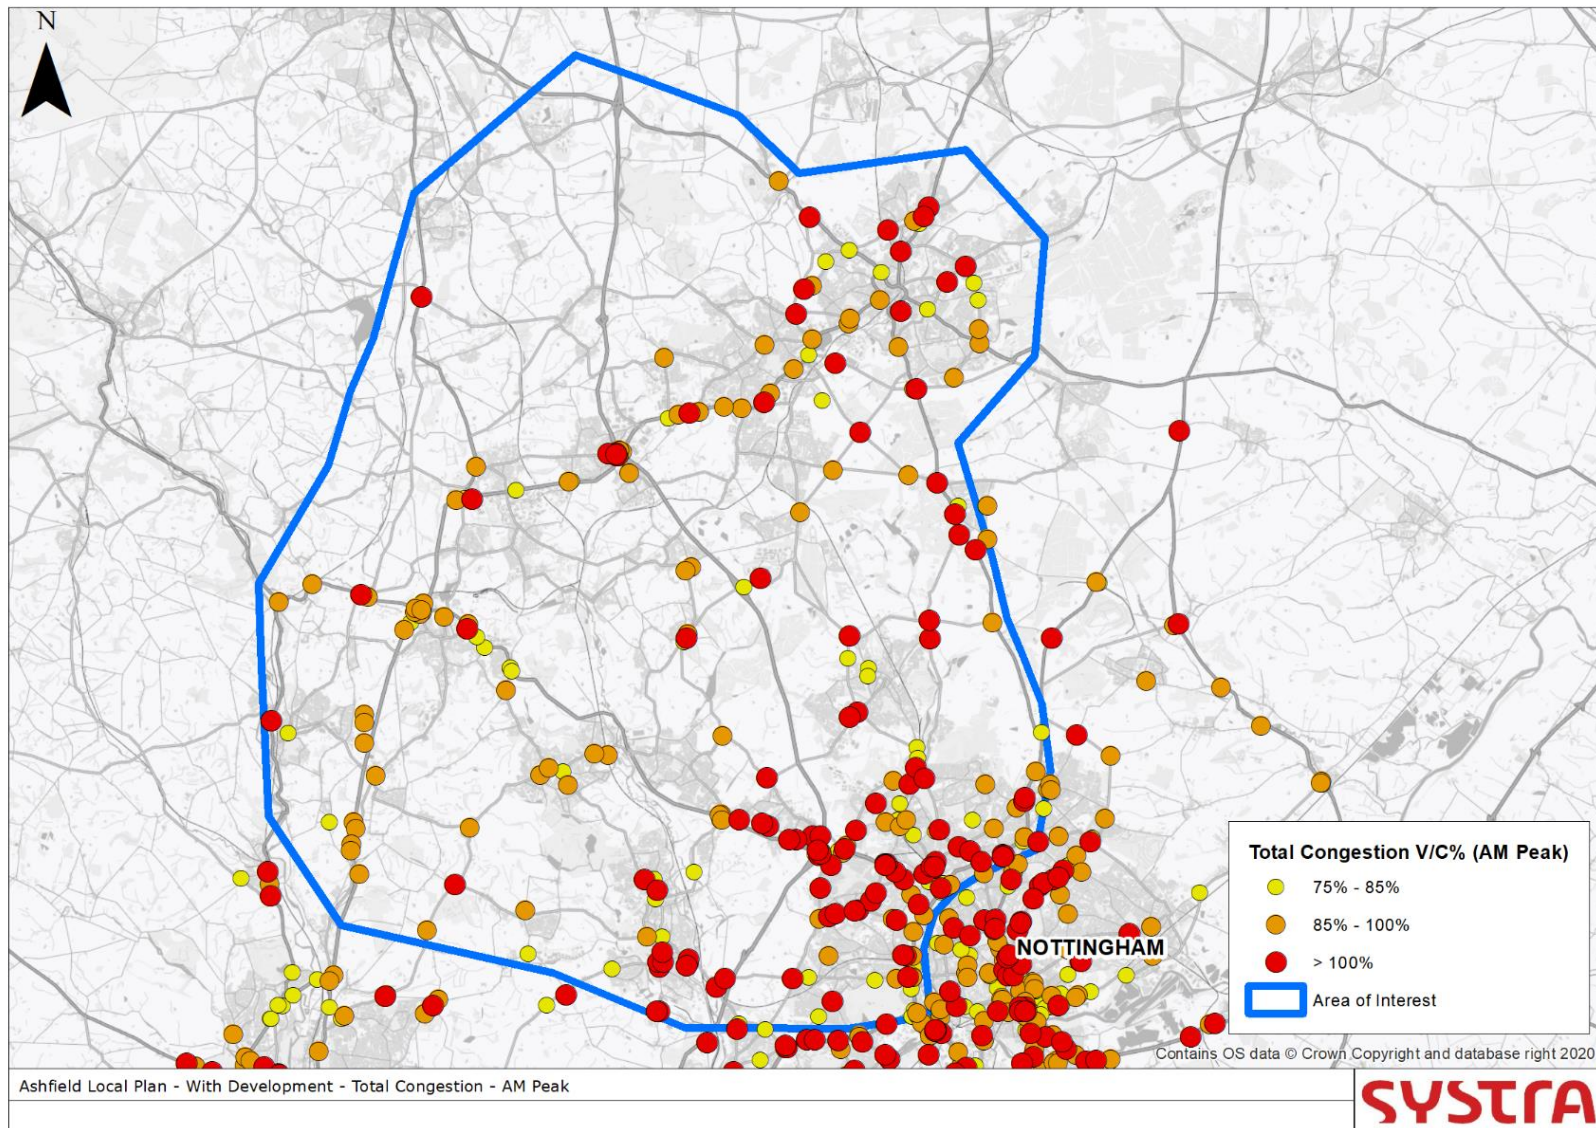 N
NOTTINGHAM
Total Congestion V/C% (AM Peak)
75% - 85%
85% - 100%
> 100%
Area of Interest
Contains OS data © Crown Copyright and database right 2020
Ashfield Local Plan - With Development - Total Congestion - AM Peak
SYSTRA